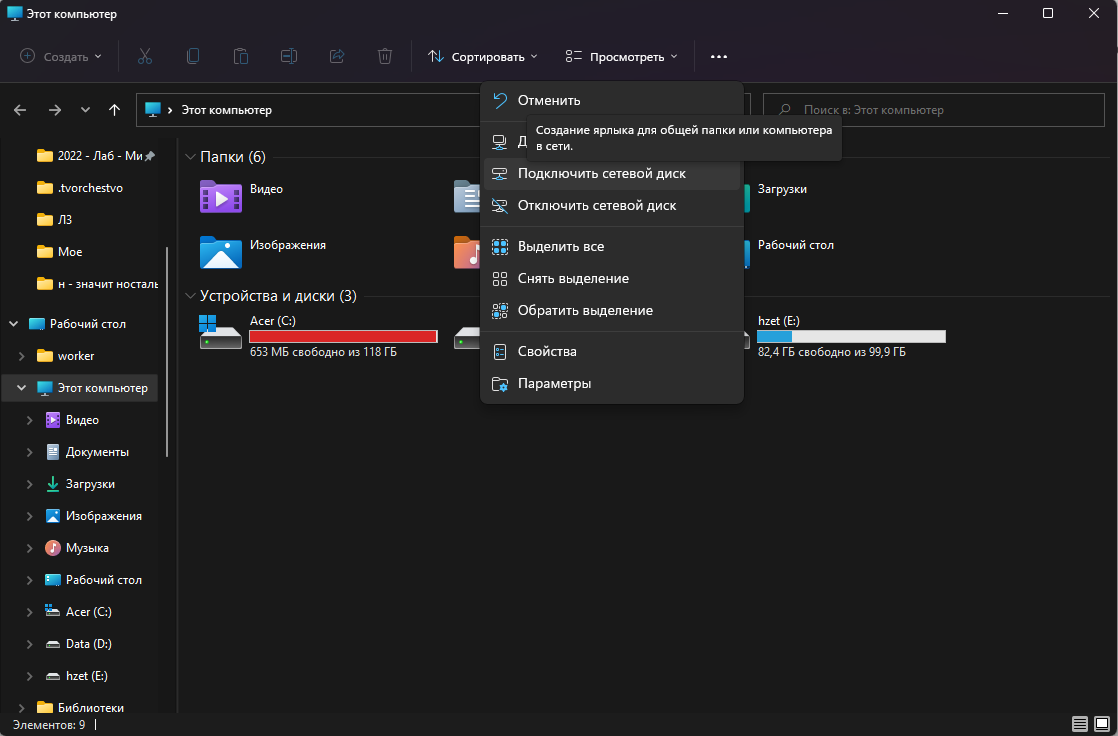 Этот компьютер
Создать
Сортировать
Просмотреть
Этот компьютер
Поиск в: Этот компьютер
Отменить
Создание ярлыка для общей папки или компьютера
в сети.
Д
Подключить сетевой диск
Отключить сетевой диск
Выделить все
Снять выделение
Обратить выделение
Свойства
Параметры
2022 - Лаб - Ми
.tvorchestvo
ЛЗ
Мое
н - значит носталь
Рабочий стол
worker
Этот компьютер
Видео
Документы
Загрузки
Изображения
Музыка
Рабочий стол
Acer (C:)
Data (D:)
hzet (E:)
Библиотеки
Папки (6)
Видео
Загрузки
Изображения
Рабочий стол
Устройства и диски (3)
Acer (C:)
653 МБ свободно из 118 ГБ
hzet (E:)
82,4 ГБ свободно из 99,9 ГБ
Элементов: 9